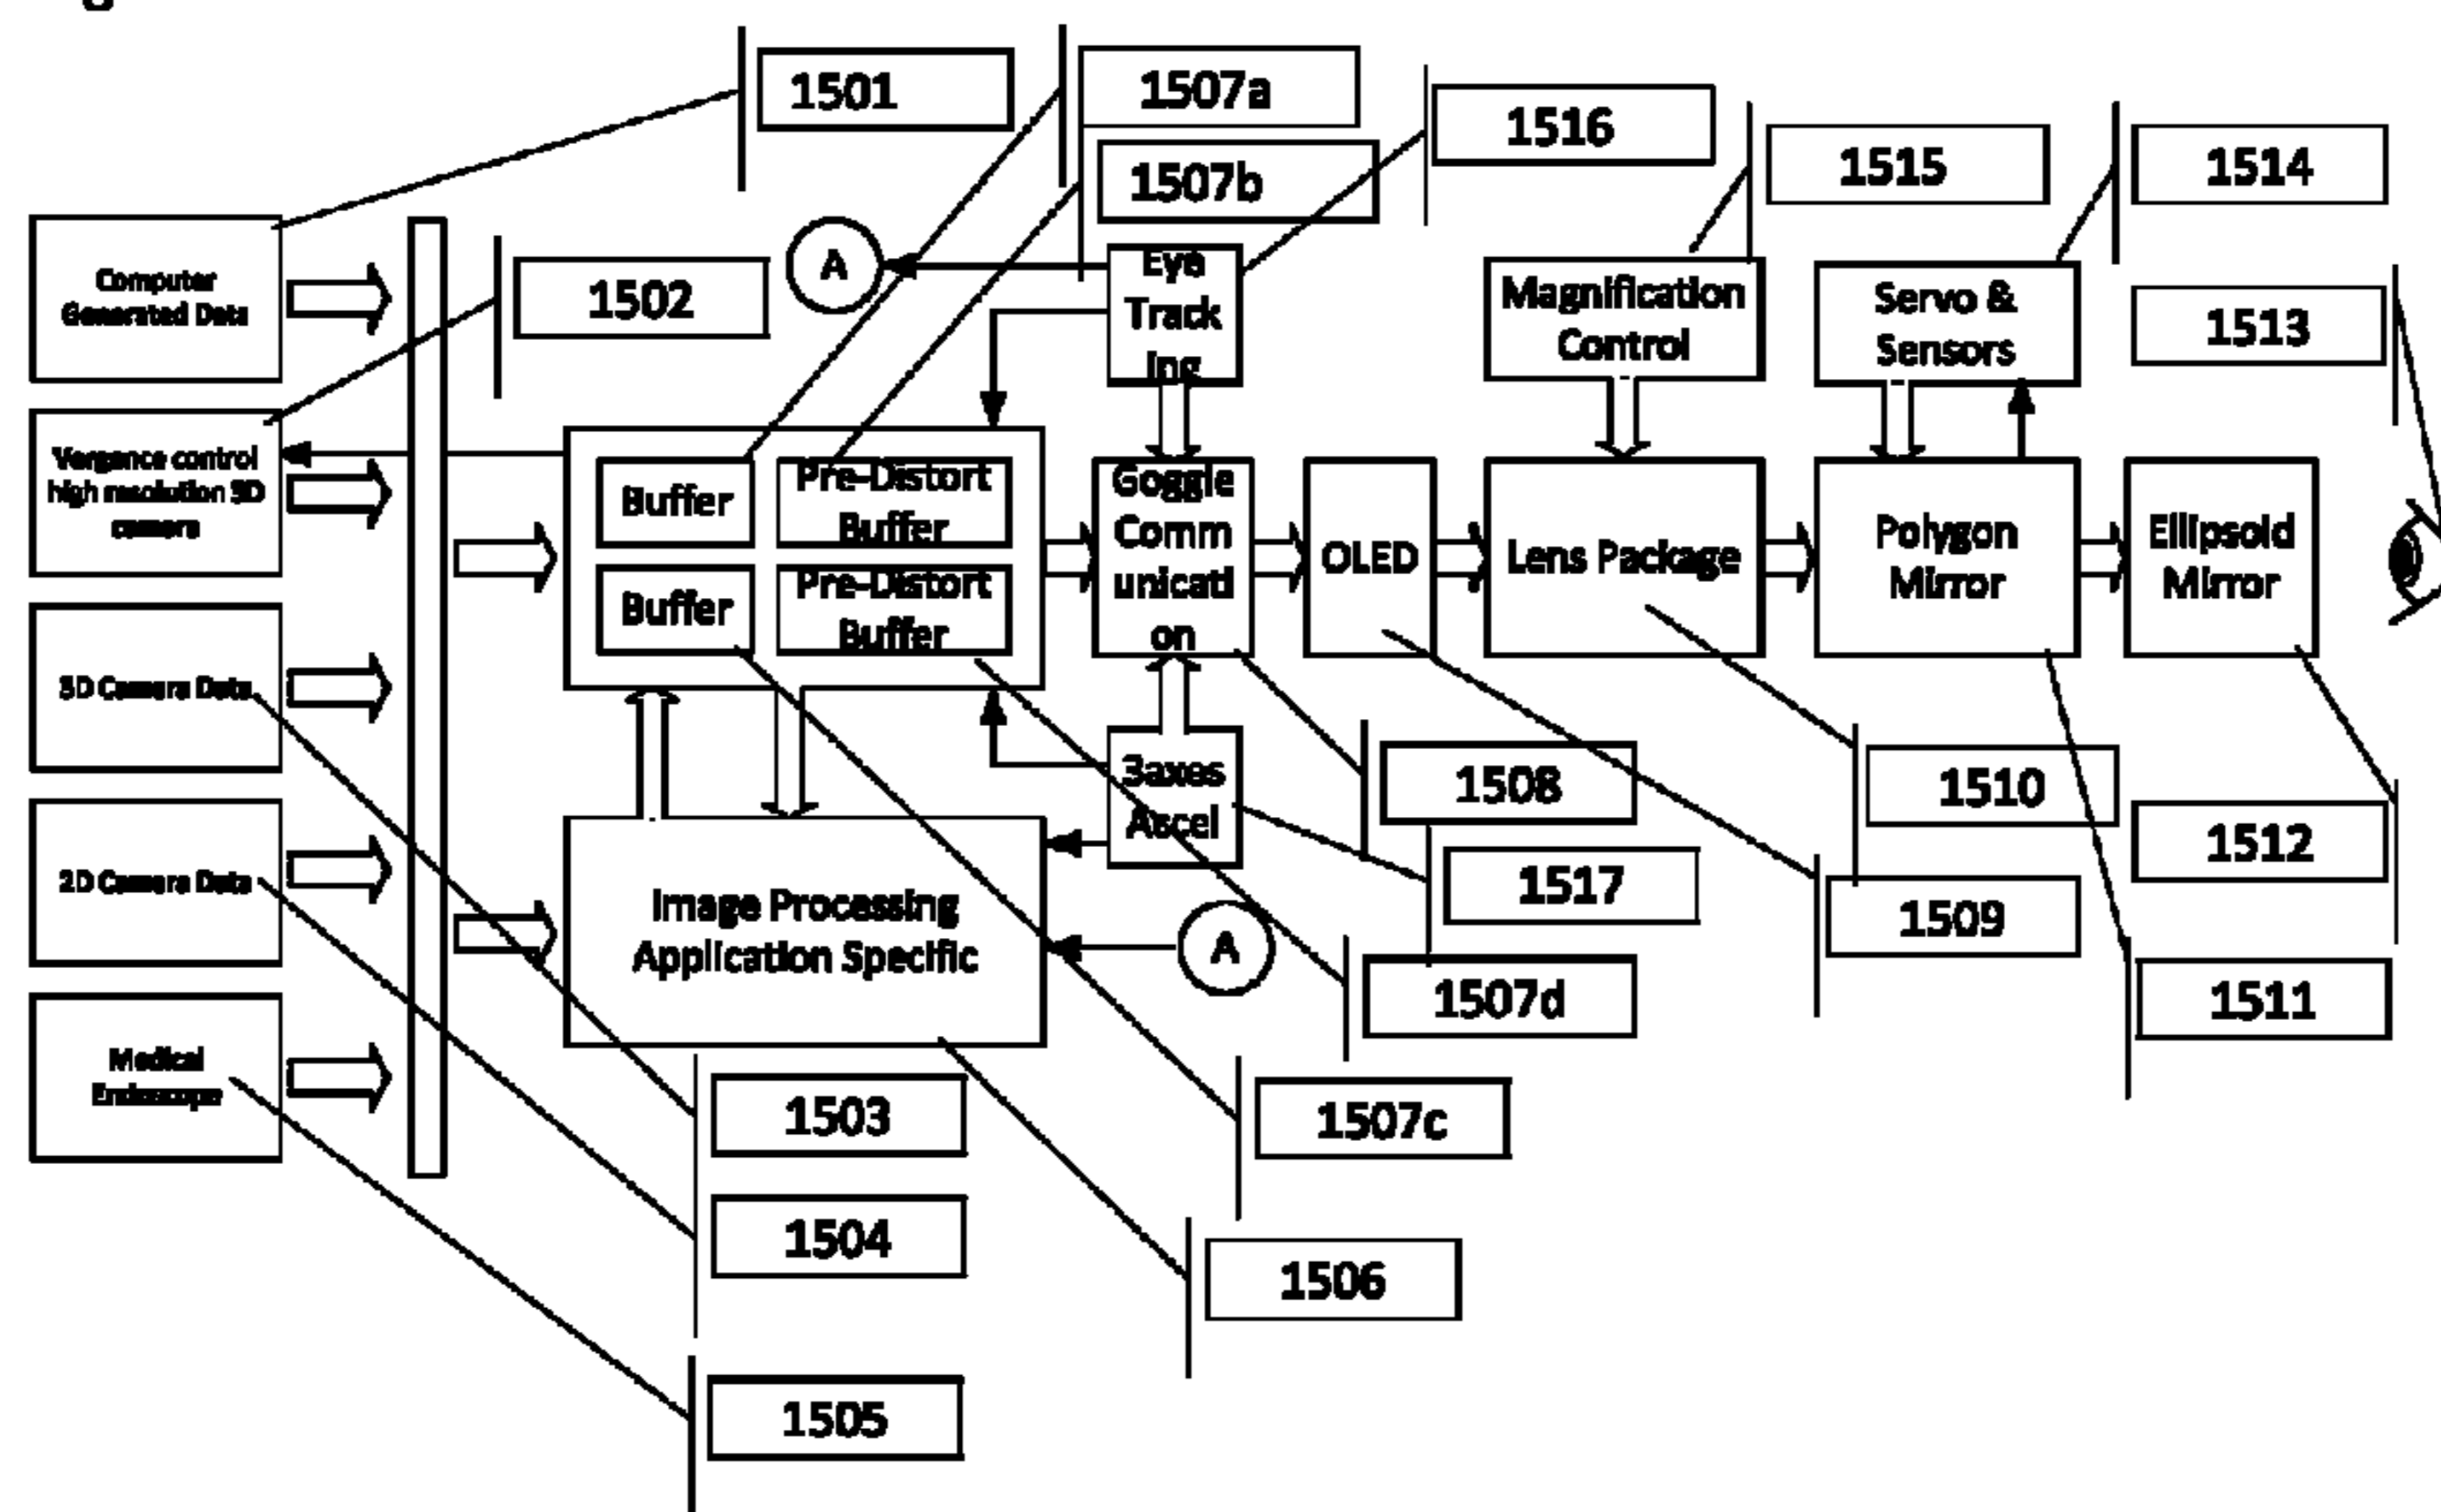 1501
1507a
1516
1507b
1515
1514
Computer
Generated Data
1502
A
Eye
Track
ing
Magnification
Control
Servo &
Sensors
1513
Vergence control
high resolution 3D
camera
Buffer
Pre-Distort
Buffer
Buffer
Pre-Distort
Buffer
Goggle
Comm
unicati
on
OLED
Lens Package
Polygon
Mirror
Ellipsoid
Mirror
3D Camera Data
3axes
Ascel
1508
1510
1512
2D Camera Data
Image Processing
Application Specific
A
1517
1509
1507d
1511
Medical
Endoscope
1503
1507c
1504
1506
1505